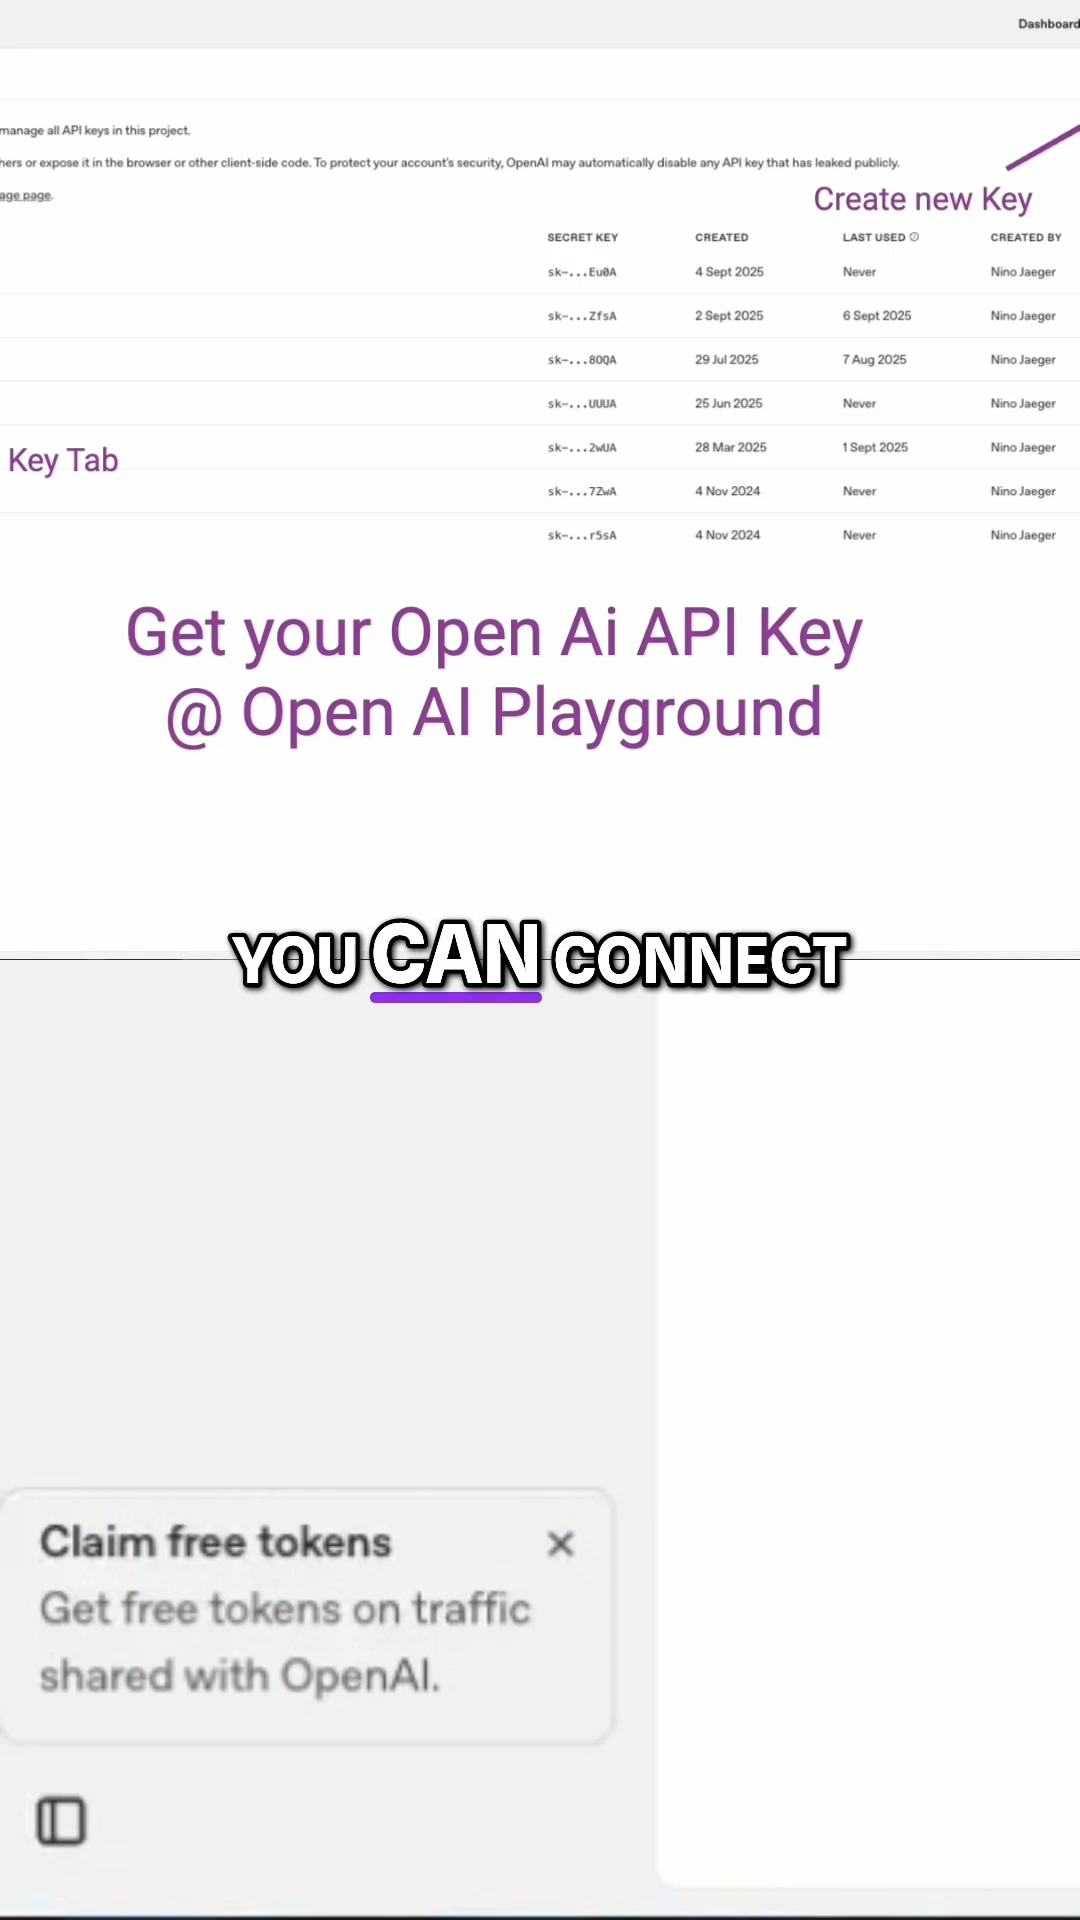 Dashboard
manage all API keys in this project.
hers or expose it in the browser or other client-side code. To protect your account's security, OpenAI may automatically disable any API key that has leaked publicly.
age page.
Create new Key
SECRET KEY CREATED LAST USED CREATED BY
sk-...Eu0A 4 Sept 2025 Never Nino Jaeger
sk-...ZfsA 2 Sept 2025 6 Sept 2025 Nino Jaeger
sk-...80QA 29 Jul 2025 7 Aug 2025 Nino Jaeger
sk-...UUUA 25 Jun 2025 Never Nino Jaeger
sk-...2wUA 28 Mar 2025 1 Sept 2025 Nino Jaeger
Key Tab
sk-...7ZwA 4 Nov 2024 Never Nino Jaeger
sk-...r5sA 4 Nov 2024 Never Nino Jaeger
Get your Open Ai API Key
@ Open AI Playground
YOU CAN CONNECT
Claim free tokens
Get free tokens on traffic
shared with OpenAI.